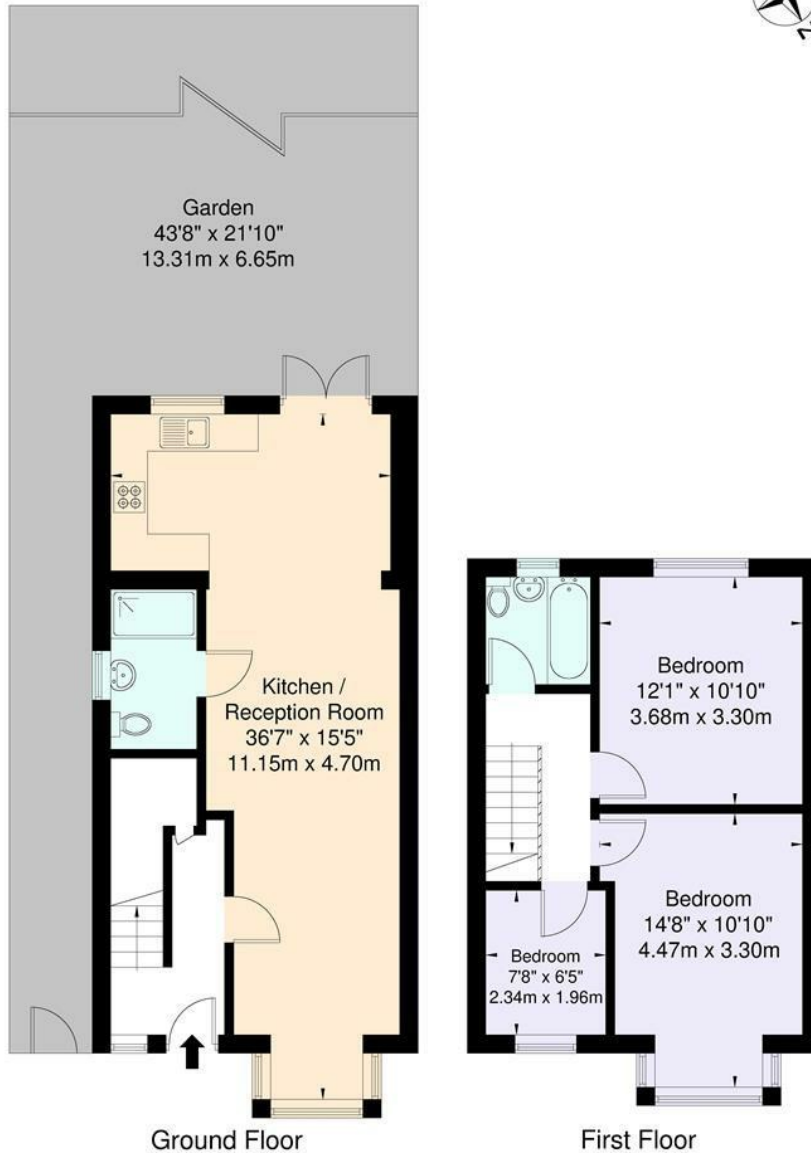 Garden
43'8" x 21'10"
13.31m x 6.65m
Kitchen /
Reception Room
36'7" x 15'5"
11.15m x 4.70m
Ground Floor
Bedroom
12'1" x 10'10"
3.68m x 3.30m
Bedroom
14'8" x 10'10"
4.47m x 3.30m
Bedroom
7'8" x 6'5"
2.34m x 1.96m
First Floor